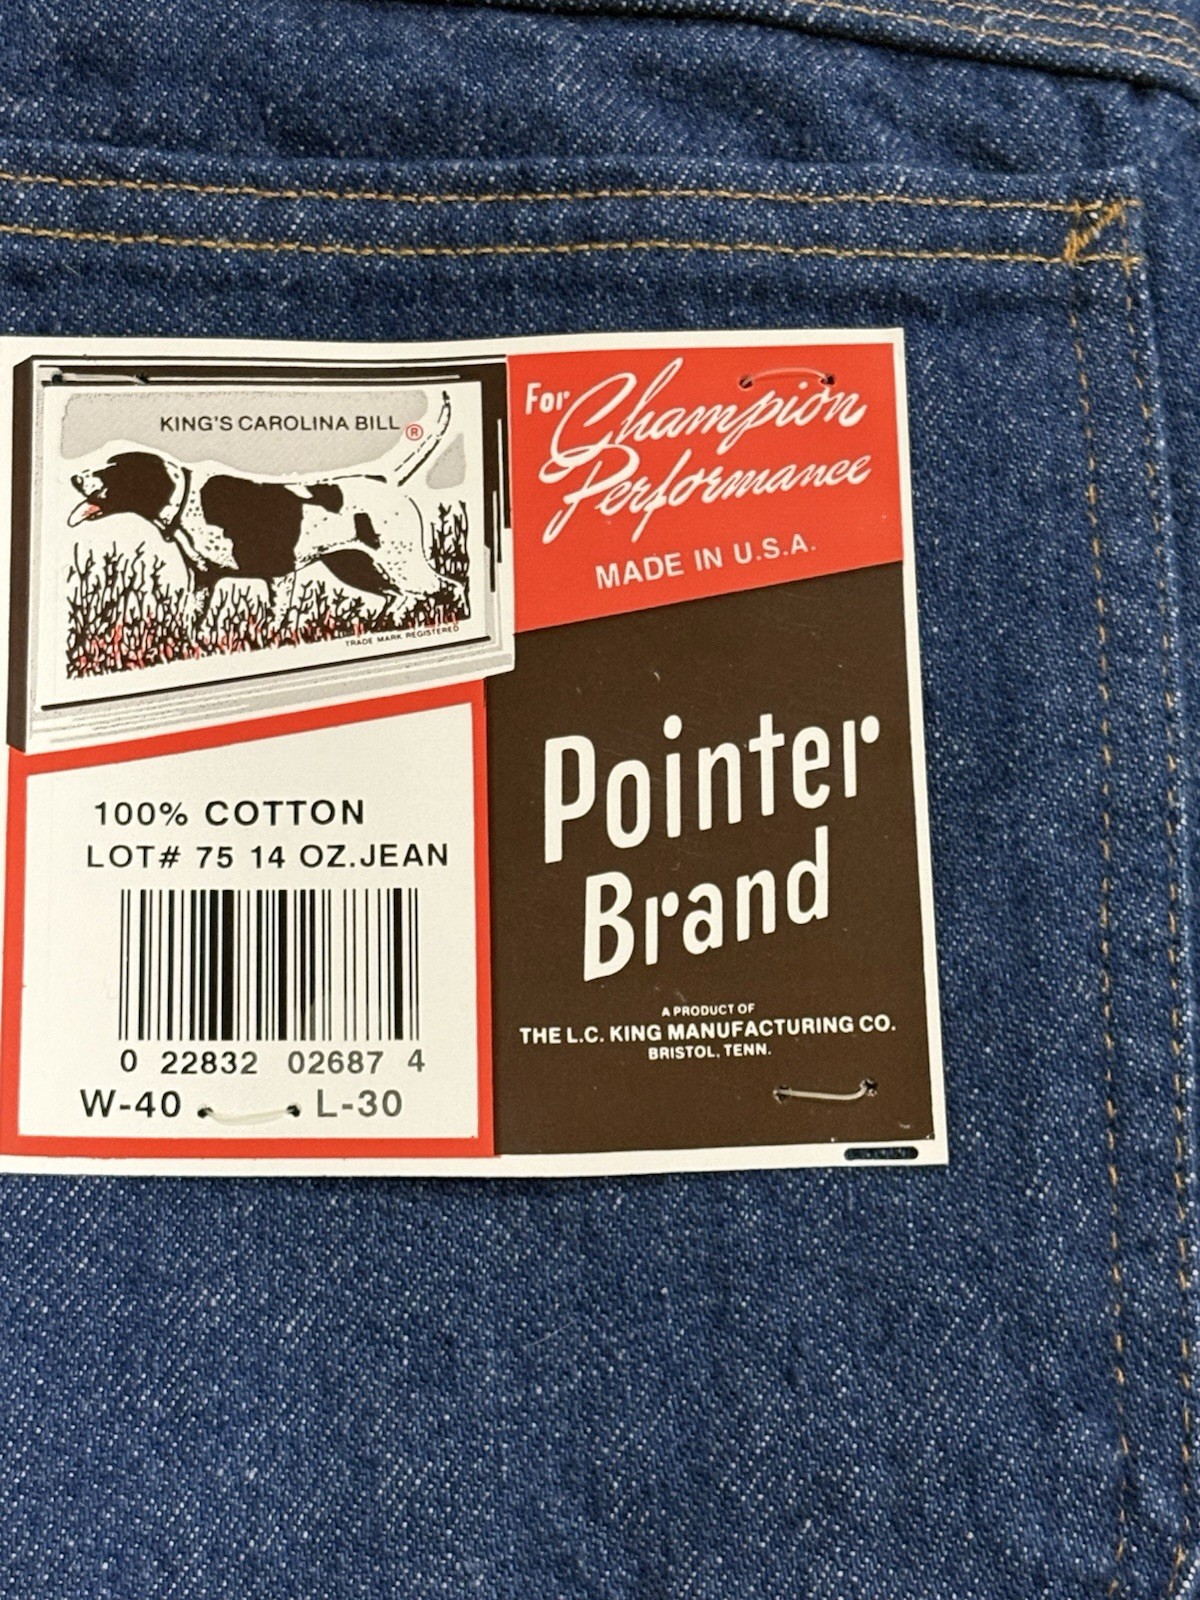 KING'S CAROLINA BILL ®
TRADE MARK REGISTERED
For Champion
Performance
MADE IN U.S.A.
Pointer
Brand
A PRODUCT OF
THE L.C. KING MANUFACTURING CO.
BRISTOL, TENN.
100% COTTON
LOT# 75 14 OZ.JEAN
0 22832 02687 4
W-40 L-30